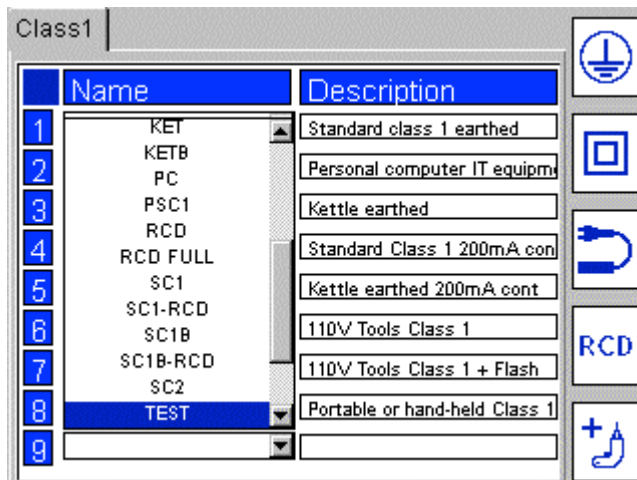 Class1
Name Description
1 Standard class 1 earthed
2 Personal computer IT equipm
3 Kettle earthed
4 Standard Class 1 200mA con
5 Kettle earthed 200mA cont
6 110V Tools Class 1
7 110V Tools Class 1 + Flash
8 Portable or hand-held Class 1
9
KET
KETB
PC
PSC1
RCD
RCD FULL
SC1
SC1-RCD
SC1B
SC1B-RCD
SC2
TEST
RCD